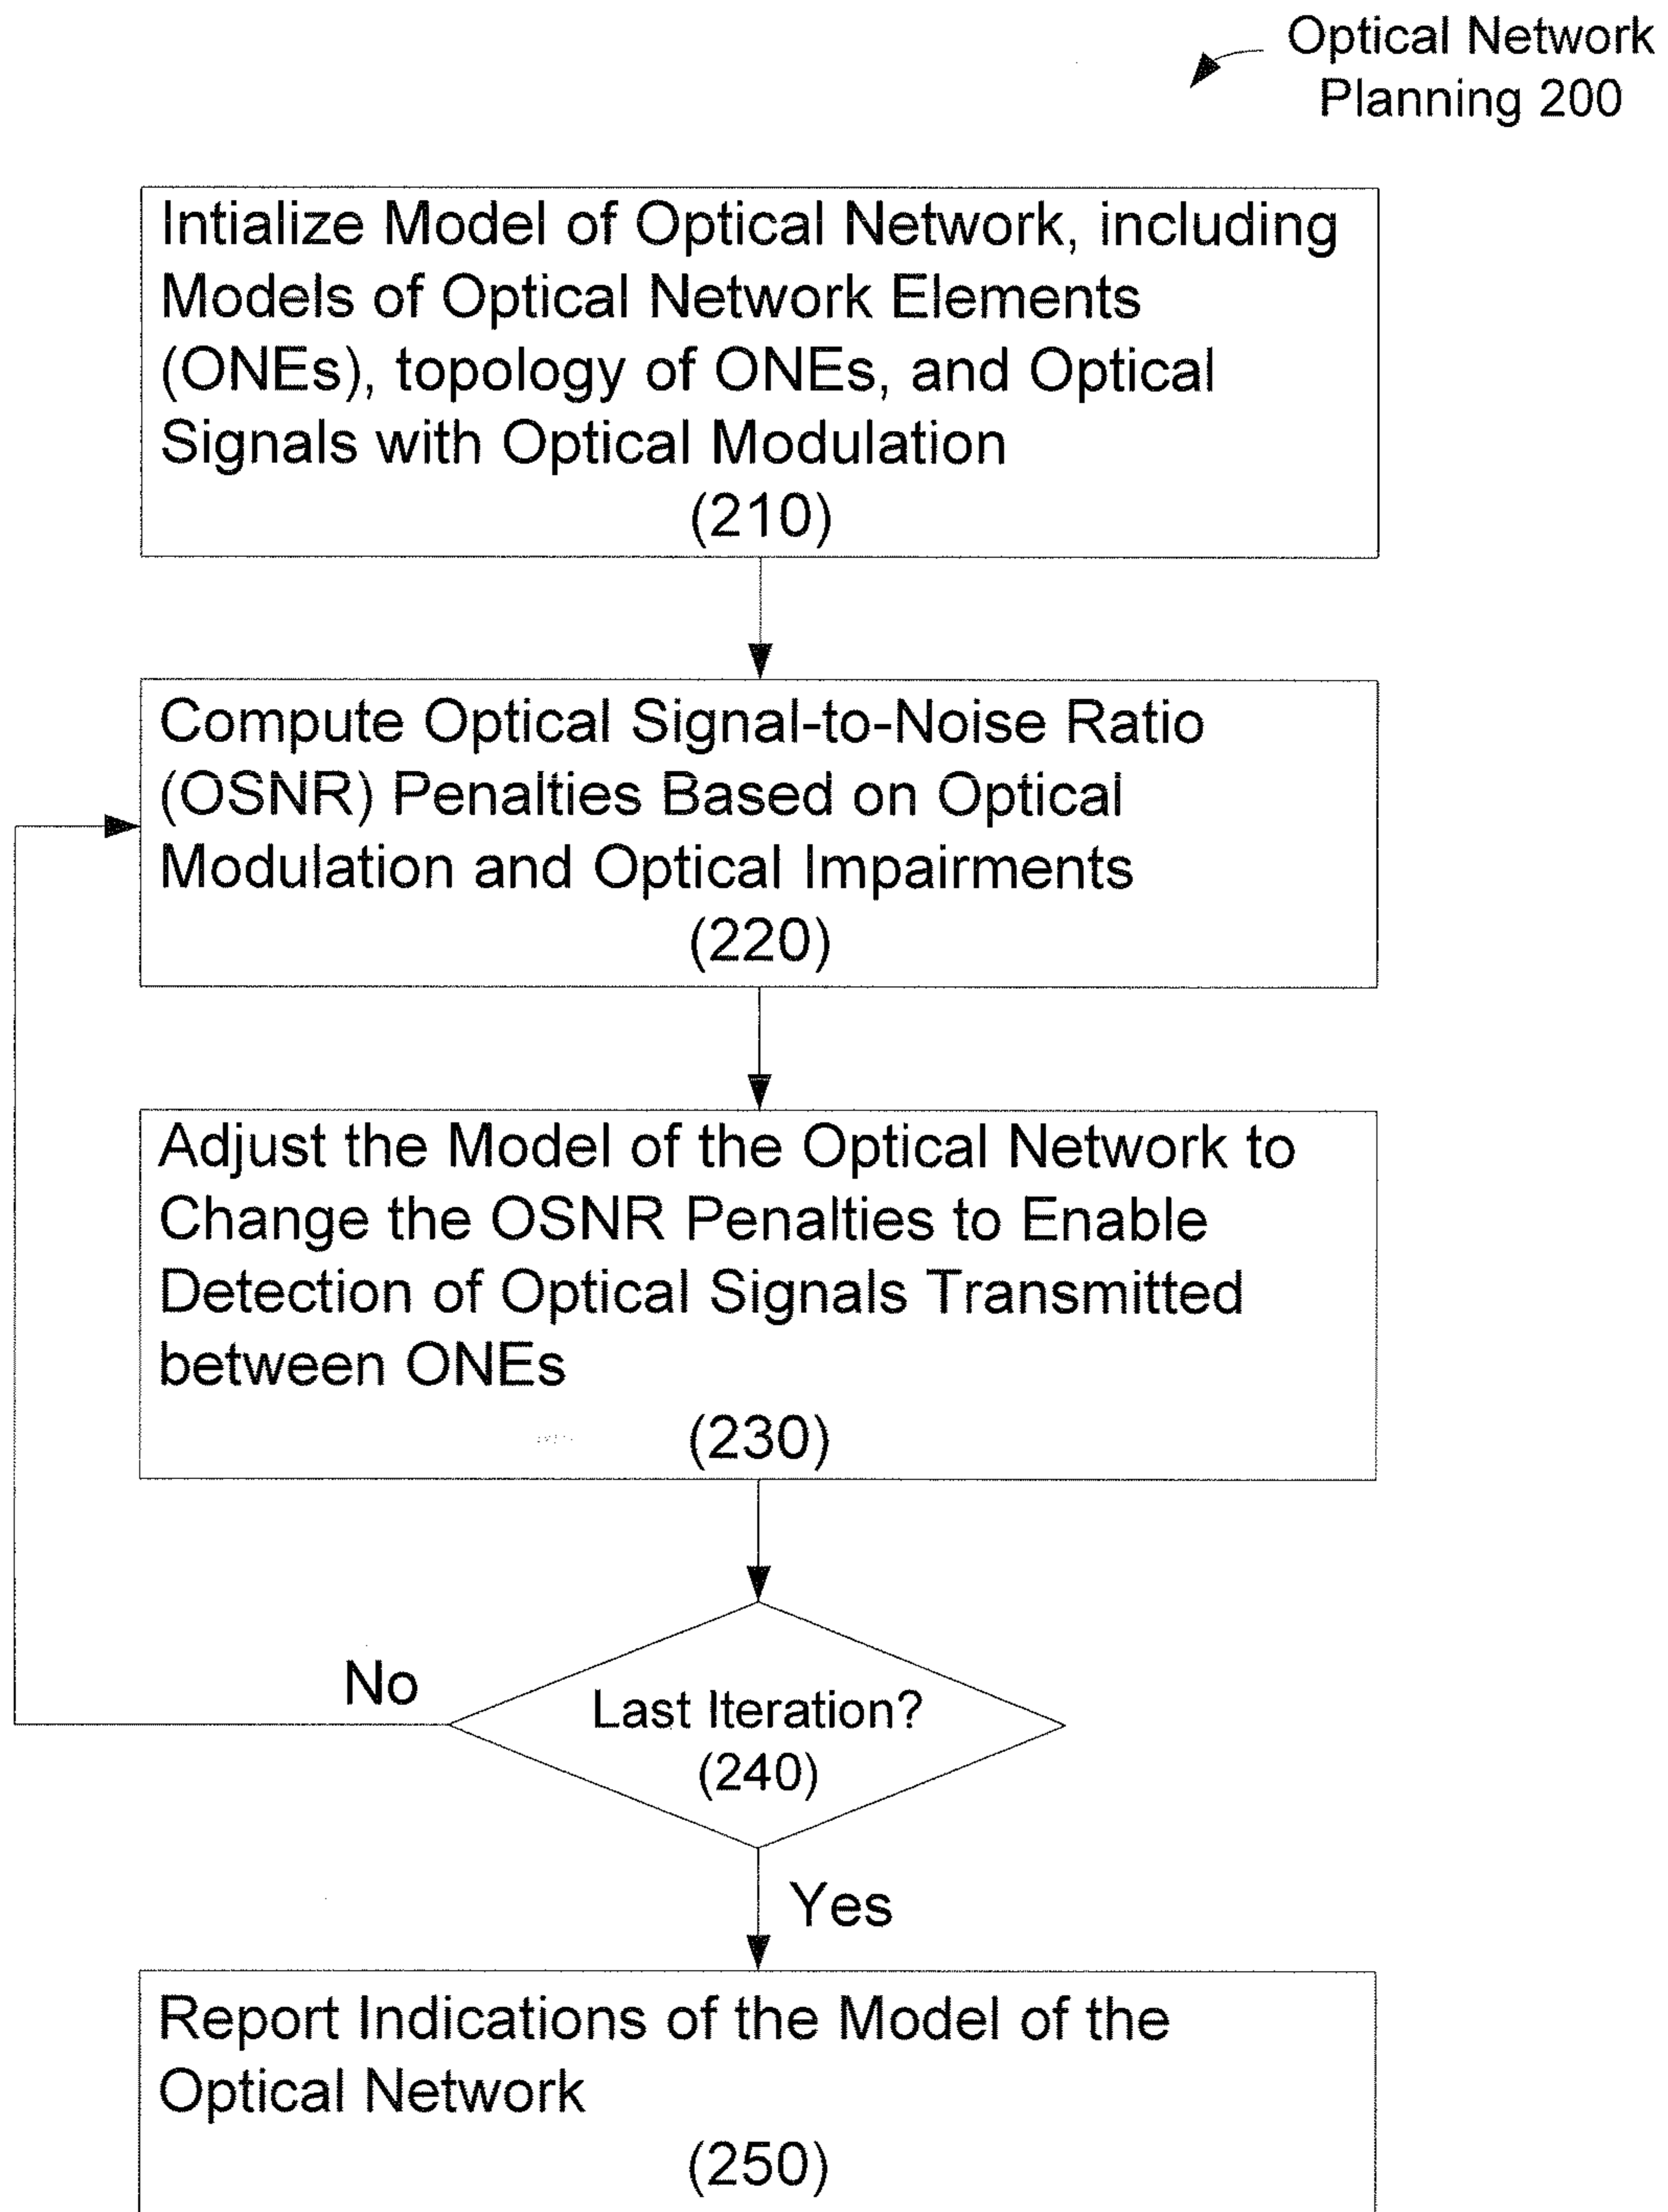 Optical Network
Planning 200
Intialize Model of Optical Network, including
Models of Optical Network Elements
(ONEs), topology of ONEs, and Optical
Signals with Optical Modulation
(210)
Compute Optical Signal-to-Noise Ratio
(OSNR) Penalties Based on Optical
Modulation and Optical Impairments
(220)
Adjust the Model of the Optical Network to
Change the OSNR Penalties to Enable
Detection of Optical Signals Transmitted
between ONEs
(230)
No
Last Iteration?
(240)
Yes
Report Indications of the Model of the
Optical Network
(250)